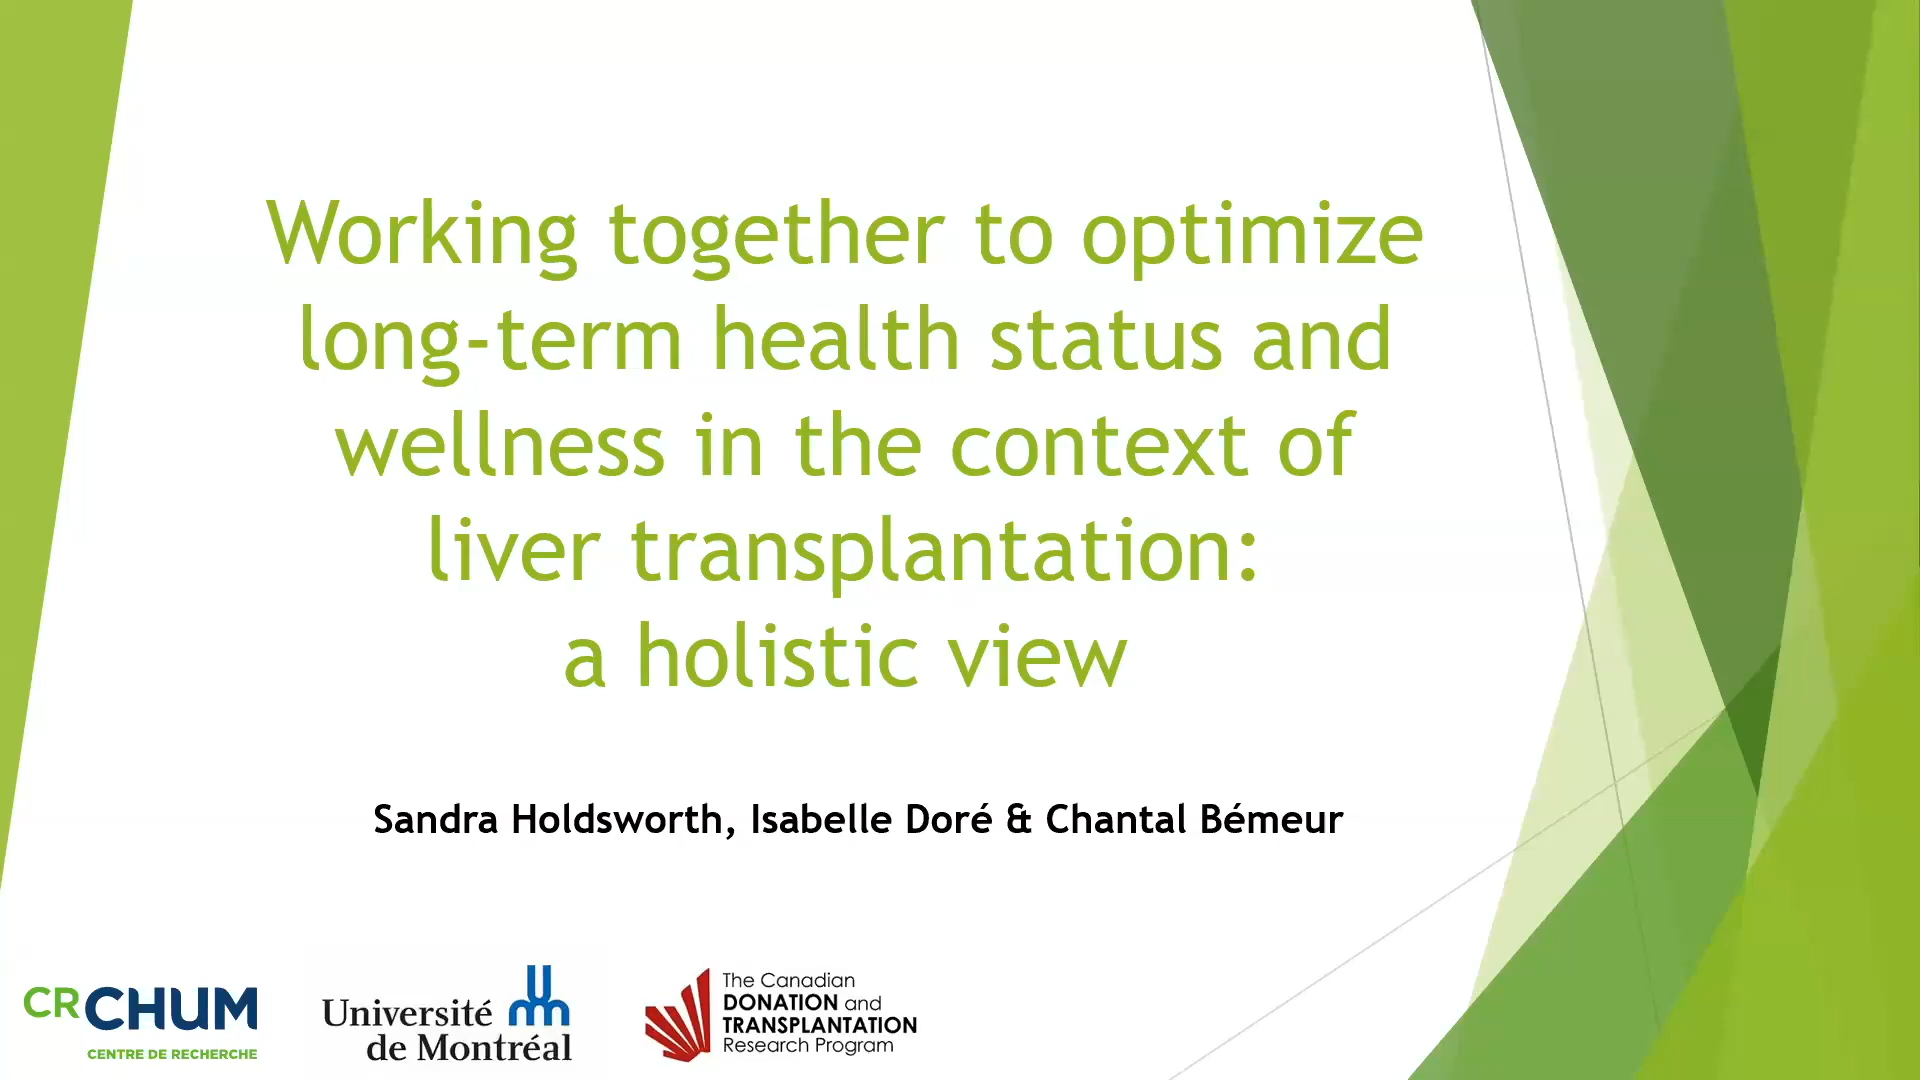 Working together to optimize
long-term health status and
wellness in the context of
liver transplantation:
a holistic view
Sandra Holdsworth, Isabelle Doré & Chantal Bémeur
CRCHUM
CENTRE DE RECHERCHE
Université
de Montréal
The Canadian
DONATION and
TRANSPLANTATION
Research Program